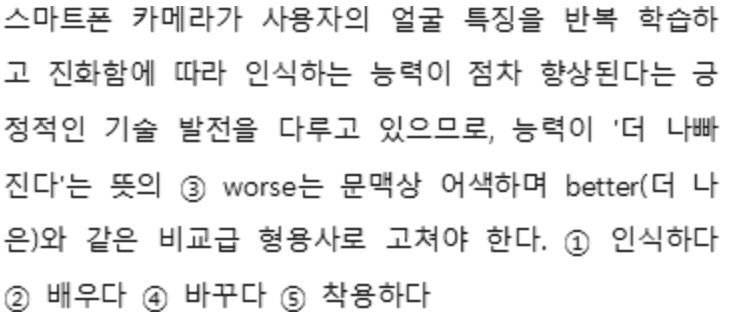 스마트폰 카메라가 사용자의 얼굴 특징을 반복 학습하
고 진화함에 따라 인식하는 능력이 점차 향상된다는 긍
정적인 기술 발전을 다루고 있으므로, 능력이 '더 나빠
진다'는 뜻의 ③ worse는 문맥상 어색하며 better(더 나
은)와 같은 비교급 형용사로 고쳐야 한다. ① 인식하다
② 배우다 ④ 바꾸다 ⑤ 착용하다